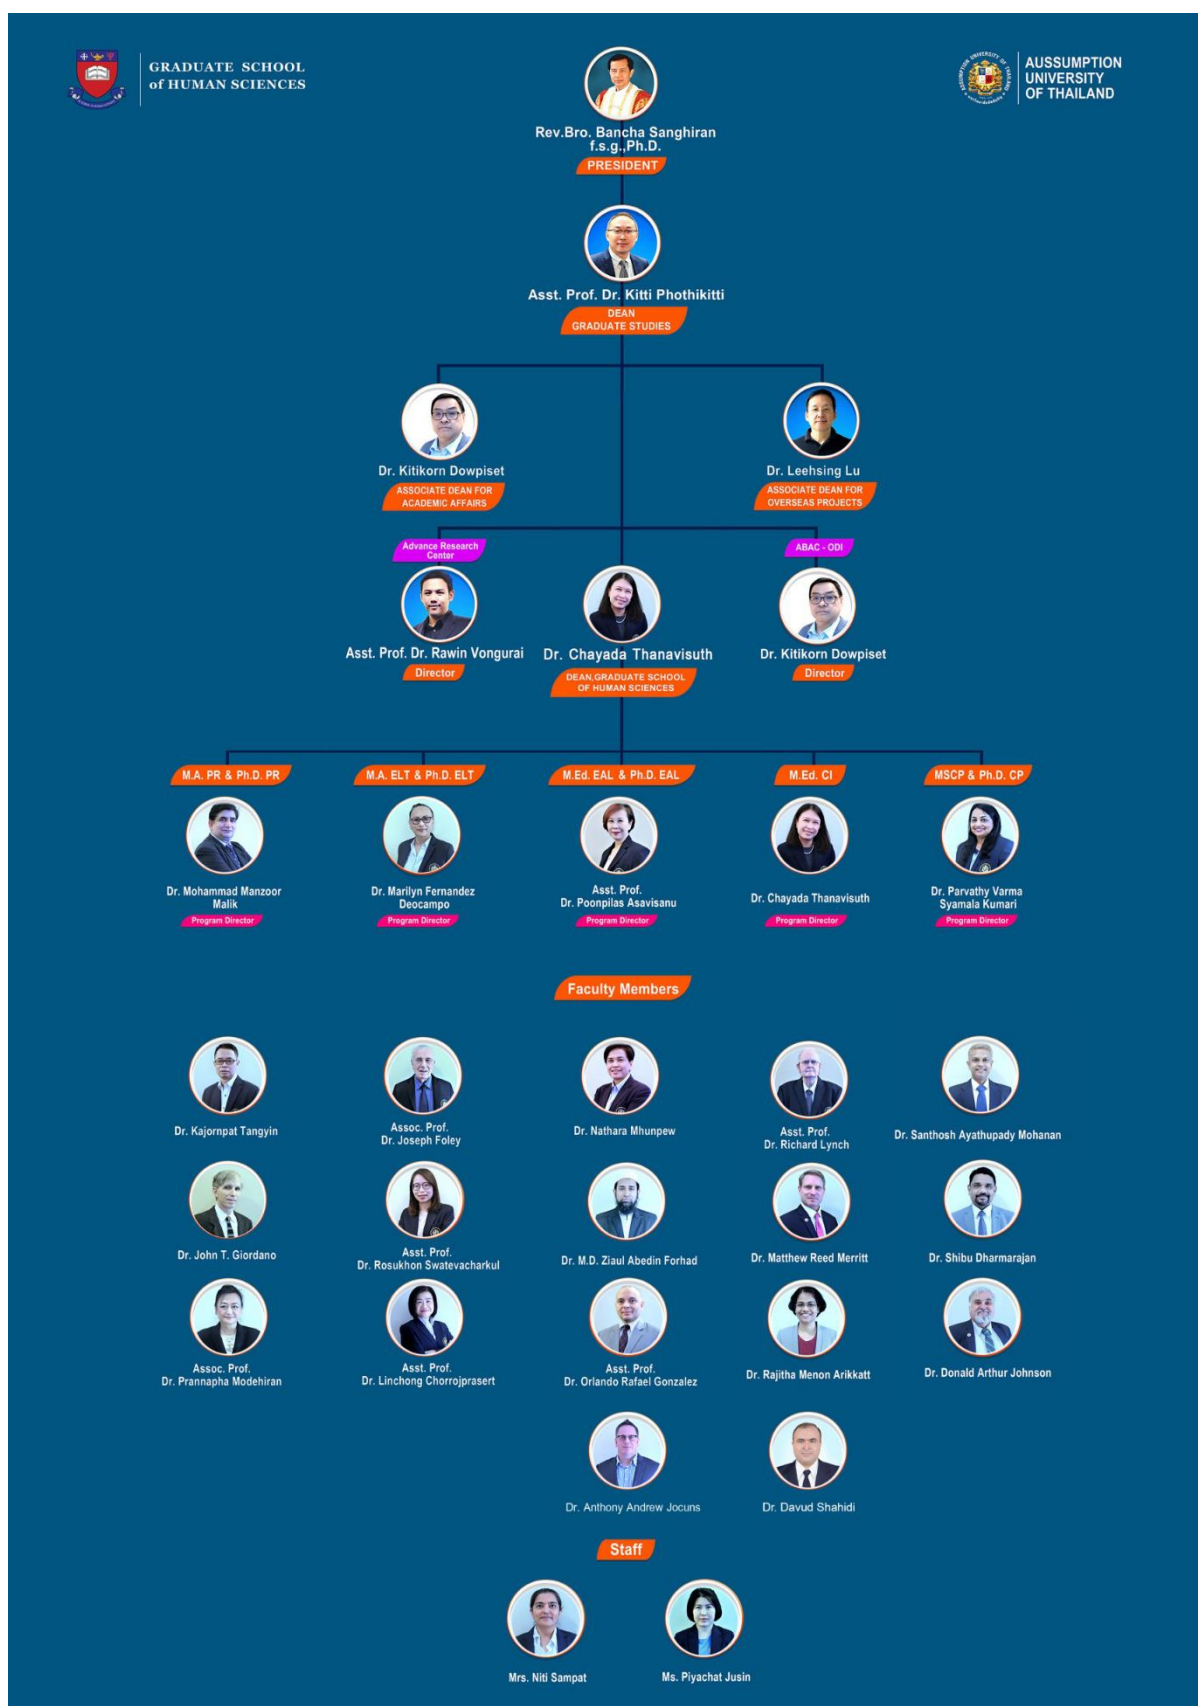 GRADUATE SCHOOL
of HUMAN SCIENCES
AUSSUMPTION
UNIVERSITY
OF THAILAND
Rev.Bro. Bancha Sanghiran
f.s.g.,Ph.D.
PRESIDENT
Asst. Prof. Dr. Kitti Phothikitti
DEAN
GRADUATE STUDIES
Dr. Kitikorn Dowpiset
ASSOCIATE DEAN FOR
ACADEMIC AFFAIRS
Dr. Leehsing Lu
ASSOCIATE DEAN FOR
OVERSEAS PROJECTS
Advance Research
Center
Asst. Prof. Dr. Rawin Vongurai
Director
Dr. Chayada Thanavisuth
DEAN,GRADUATE SCHOOL
OF HUMAN SCIENCES
ABAC - ODI
Dr. Kitikorn Dowpiset
Director
M.A. PR & Ph.D. PR
M.A. ELT & Ph.D. ELT
M.Ed. EAL & Ph.D. EAL
M.Ed. CI
MSCP & Ph.D. CP
Dr. Mohammad Manzoor
Malik
Program Director
Dr. Marilyn Fernandez
Deocampo
Program Director
Asst. Prof.
Dr. Poonpilas Asavisanu
Program Director
Dr. Chayada Thanavisuth
Program Director
Dr. Parvathy Varma
Syamala Kumari
Program Director
Faculty Members
Dr. Kajornpat Tangyin
Assoc. Prof.
Dr. Joseph Foley
Dr. Nathara Mhunpew
Asst. Prof.
Dr. Richard Lynch
Dr. Santhosh Ayathupady Mohanan
Dr. John T. Giordano
Asst. Prof.
Dr. Rosukhon Swatevacharkul
Dr. M.D. Ziaul Abedin Forhad
Dr. Matthew Reed Merritt
Dr. Shibu Dharmarajan
Assoc. Prof.
Dr. Prannapha Modehiran
Asst. Prof.
Dr. Linchong Chorrojprasert
Asst. Prof.
Dr. Orlando Rafael Gonzalez
Dr. Rajitha Menon Arikkatt
Dr. Donald Arthur Johnson
Dr. Anthony Andrew Jocuns
Dr. Davud Shahidi
Staff
Mrs. Niti Sampat
Ms. Piyachat Jusin